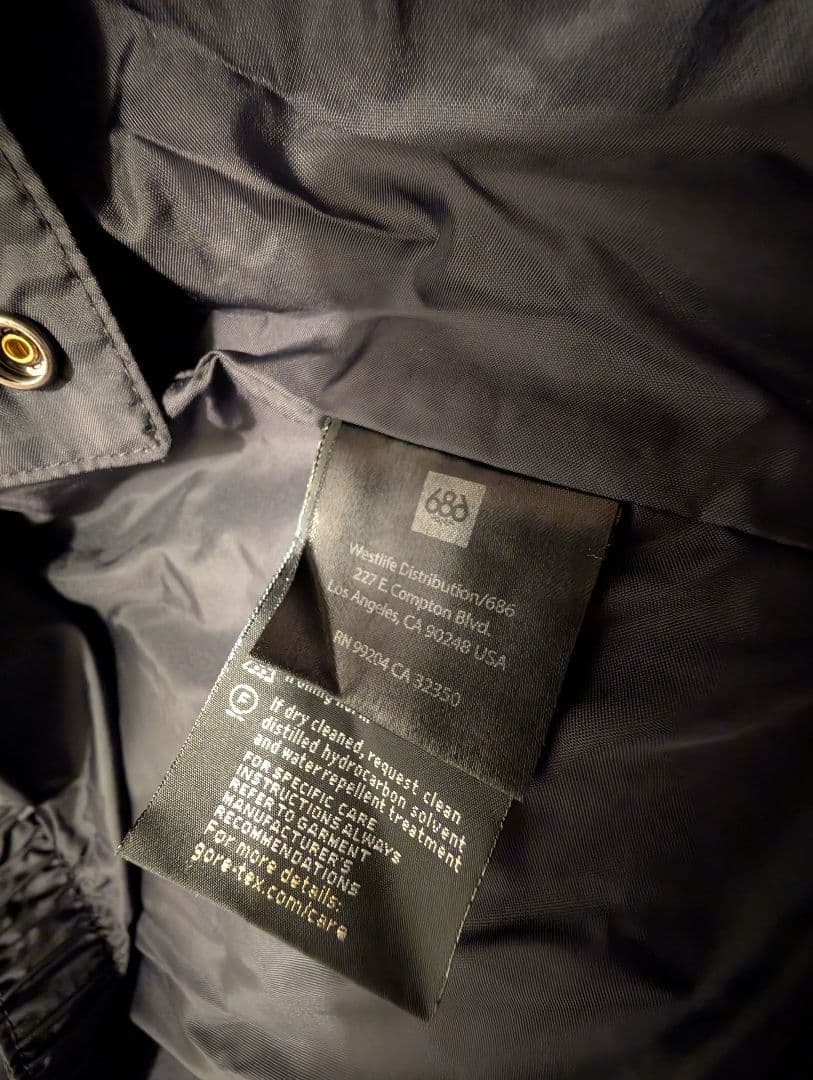 686
Westlife Distribution/686
227 E. Compton Blvd.
Los Angeles, CA 90248 USA
RN 99204 CA 32350
F
If dry cleaned, request clean
distilled hydrocarbon solvent
and water repellent treatment
FOR SPECIFIC CARE
INSTRUCTIONS ALWAYS
REFER TO GARMENT
MANUFACTURER'S
RECOMMENDATIONS
For more details:
gore-tex.com/care